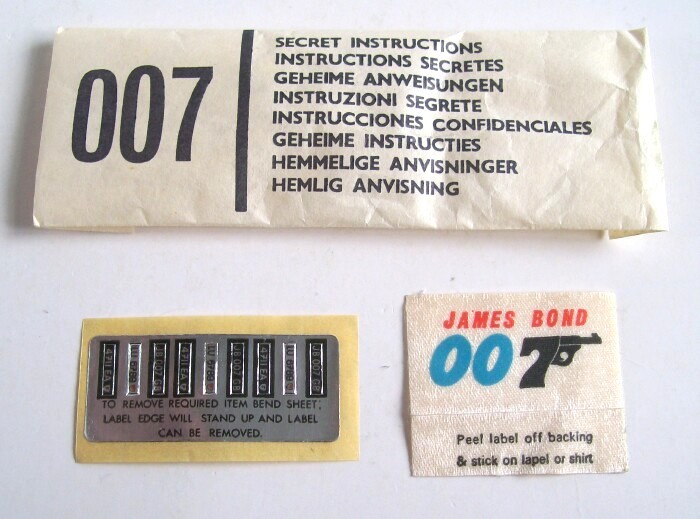 007
SECRET INSTRUCTIONS
INSTRUCTIONS SECRETES
GEHEIME ANWEISUNGEN
INSTRUZIONI SEGRETE
INSTRUCCIONES CONFIDENCIALES
GEHEIME INSTRUCTIES
HEMMELIGE ANVISNINGER
HEMLIG ANVISNING
TO REMOVE REQUIRED ITEM BEND SHEET,
LABEL EDGE WILL STAND UP AND LABEL
CAN BE REMOVED.
JAMES BOND
007
Peel label off backing
& stick on lapel or shirt